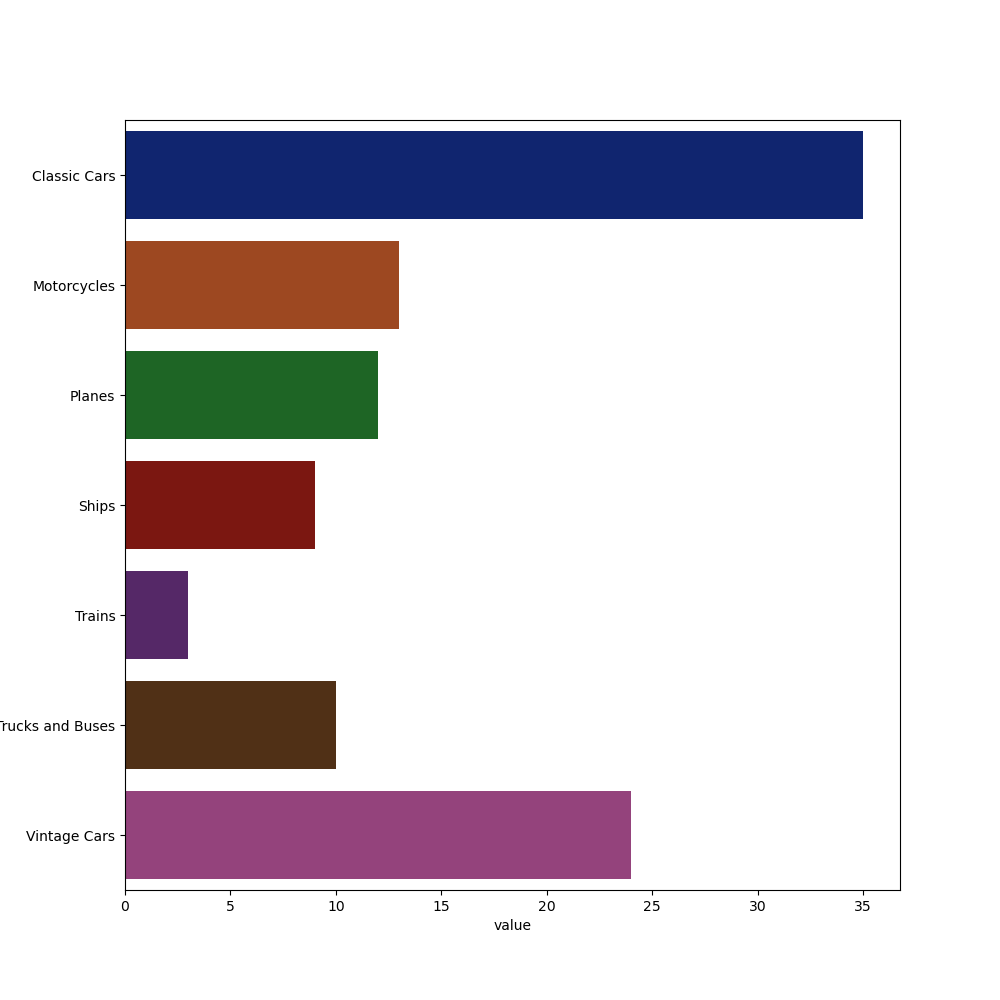 Classic Cars
Motorcycles
Planes
Ships
Trains
Trucks and Buses
Vintage Cars
0 5 10 15 20 25 30 35
value